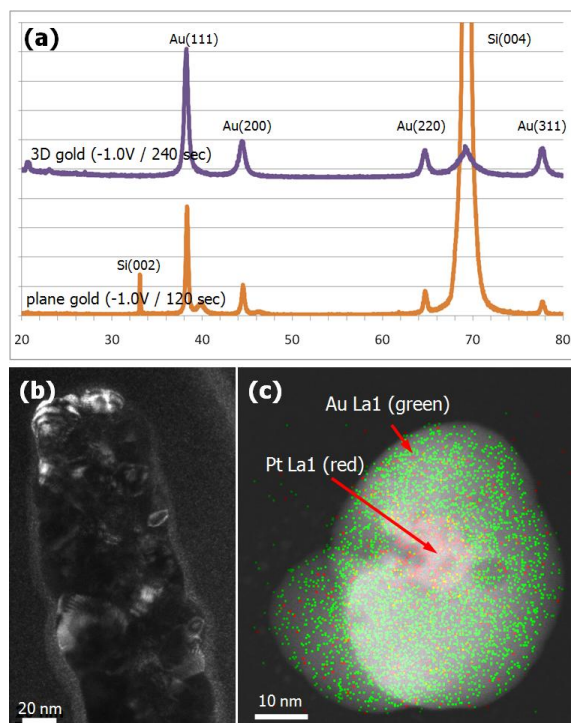 (a)
Au(111)
Si(004)
Au(200)
Au(220)
Au(311)
3D gold (-1.0V / 240 sec)
Si(002)
plane gold (-1.0V / 120 sec)
20 30 40 50 60 70 80
(b)
20 nm
(c)
Au La1 (green)
Pt La1 (red)
10 nm